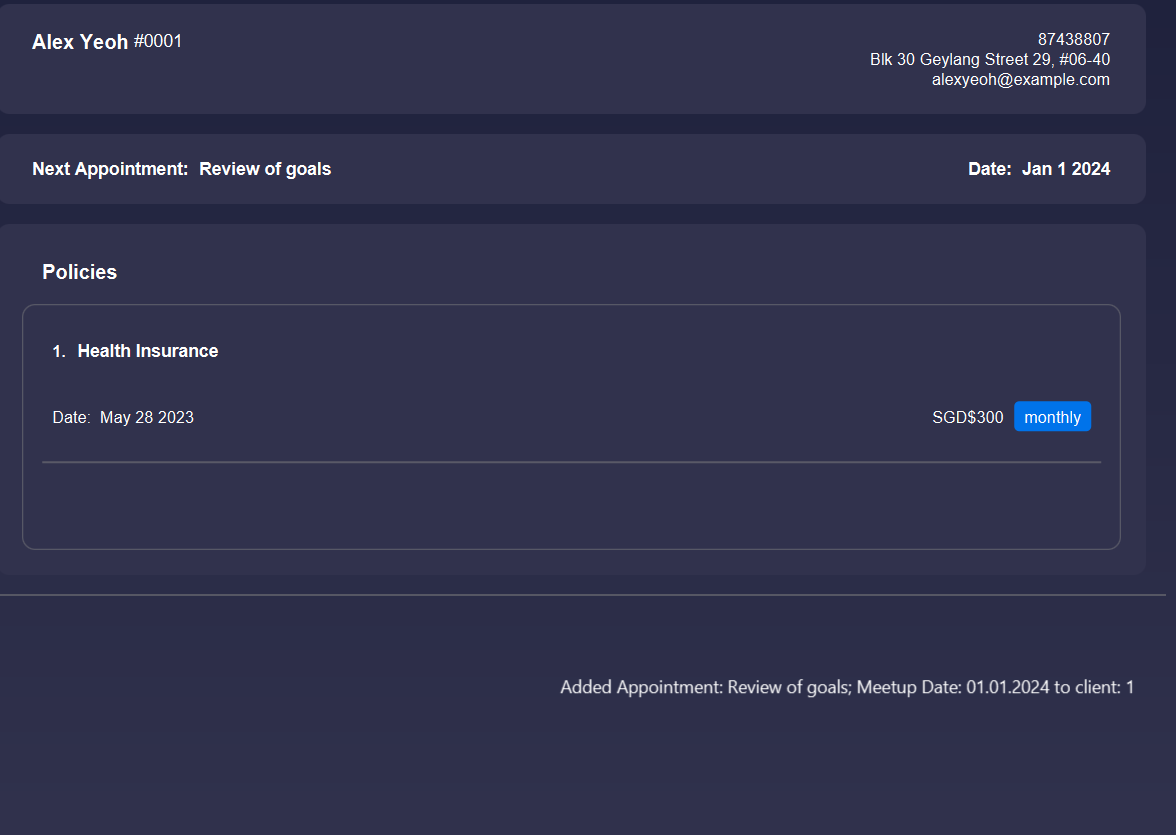 Alex Yeoh #0001
87438807
Blk 30 Geylang Street 29, #06-40
alexyeoh@example.com
Next Appointment: Review of goals
Date: Jan 1 2024
Policies
1. Health Insurance
Date: May 28 2023
SGD$300 monthly
Added Appointment: Review of goals; Meetup Date: 01.01.2024 to client: 1